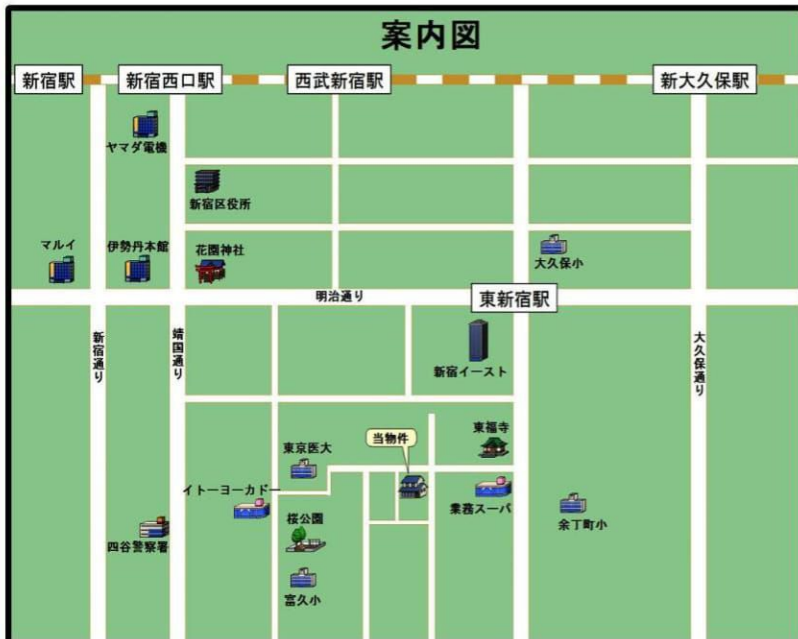 案内図
新宿駅
新宿西口駅
西武新宿駅
新大久保駅
ヤマダ電機
新宿区役所
マルイ
伊勢丹本館
花園神社
大久保小
明治通り
東新宿駅
新宿通り
靖国通り
大久保通り
新宿イースト
当物件
東福寺
東京医大
イトーヨーカドー
業務スーパ
余丁町小
四谷警察署
桜公園
富久小